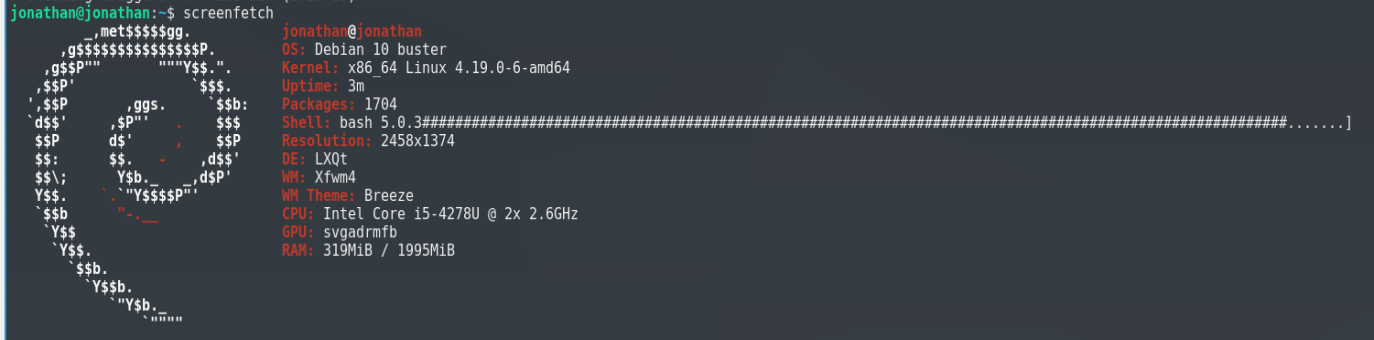 jonathan@jonathan:~$ screenfetch
         _,met$$$$$gg.           jonathan@jonathan
      ,g$$$$$$$$$$$$$$$P.        OS: Debian 10 buster
    ,g$$P""       """Y$$.".      Kernel: x86_64 Linux 4.19.0-6-amd64
   ,$$P'              `$$$.      Uptime: 3m
  ',$$P       ,ggs.     `$$b:    Packages: 1704
  `d$$'     ,$P"'   .    $$$     Shell: bash 5.0.3#########################################################################################################.......]
   $$P      d$'     ,    $$P     Resolution: 2458x1374
   $$:      $$.   -    ,d$$'     DE: LXQt
   $$\;     Y$b._   _,d$P'       WM: Xfwm4
   Y$$.    `.`"Y$$$$P"'          WM Theme: Breeze
   `$$b      "-.__               CPU: Intel Core i5-4278U @ 2x 2.6GHz
    `Y$$                         GPU: svgadrmfb
     `Y$$.                       RAM: 319MiB / 1995MiB
       `$$b.
         `Y$$b.
            `"Y$b._
                `""""